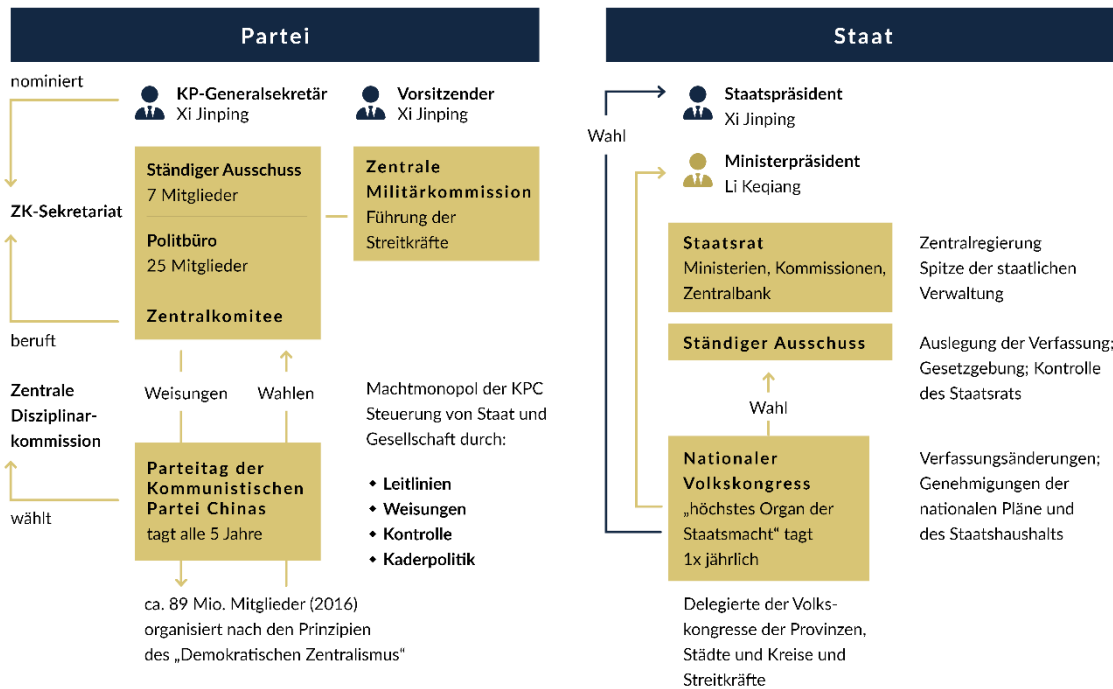 Partei
nominiert
KP-Generalsekretär
Xi Jinping
Vorsitzender
Xi Jinping
Ständiger Ausschuss
7 Mitglieder
Politbüro
25 Mitglieder
Zentralkomitee
Zentrale
Militärkommission
Führung der
Streitkräfte
ZK-Sekretariat
beruft
Zentrale
Disziplinar-
kommission
wählt
Weisungen
Wahlen
Parteitag der
Kommunistischen
Partei Chinas
tagt alle 5 Jahre
Machtmonopol der KPC
Steuerung von Staat und
Gesellschaft durch:
◆ Leitlinien
◆ Weisungen
◆ Kontrolle
◆ Kaderpolitik
ca. 89 Mio. Mitglieder (2016)
organisiert nach den Prinzipien
des „Demokratischen Zentralismus“
Staat
Wahl
Staatspräsident
Xi Jinping
Ministerpräsident
Li Keqiang
Staatsrat
Ministerien, Kommissionen,
Zentralbank
Zentralregierung
Spitze der staatlichen
Verwaltung
Ständiger Ausschuss
Auslegung der Verfassung;
Gesetzgebung; Kontrolle
des Staatsrats
Wahl
Nationaler
Volkskongress
„höchstes Organ der
Staatsmacht“ tagt
1x jährlich
Verfassungsänderungen;
Genehmigungen der
nationalen Pläne und
des Staatshaushalts
Delegierte der Volks-
kongresse der Provinzen,
Städte und Kreise und
Streitkräfte